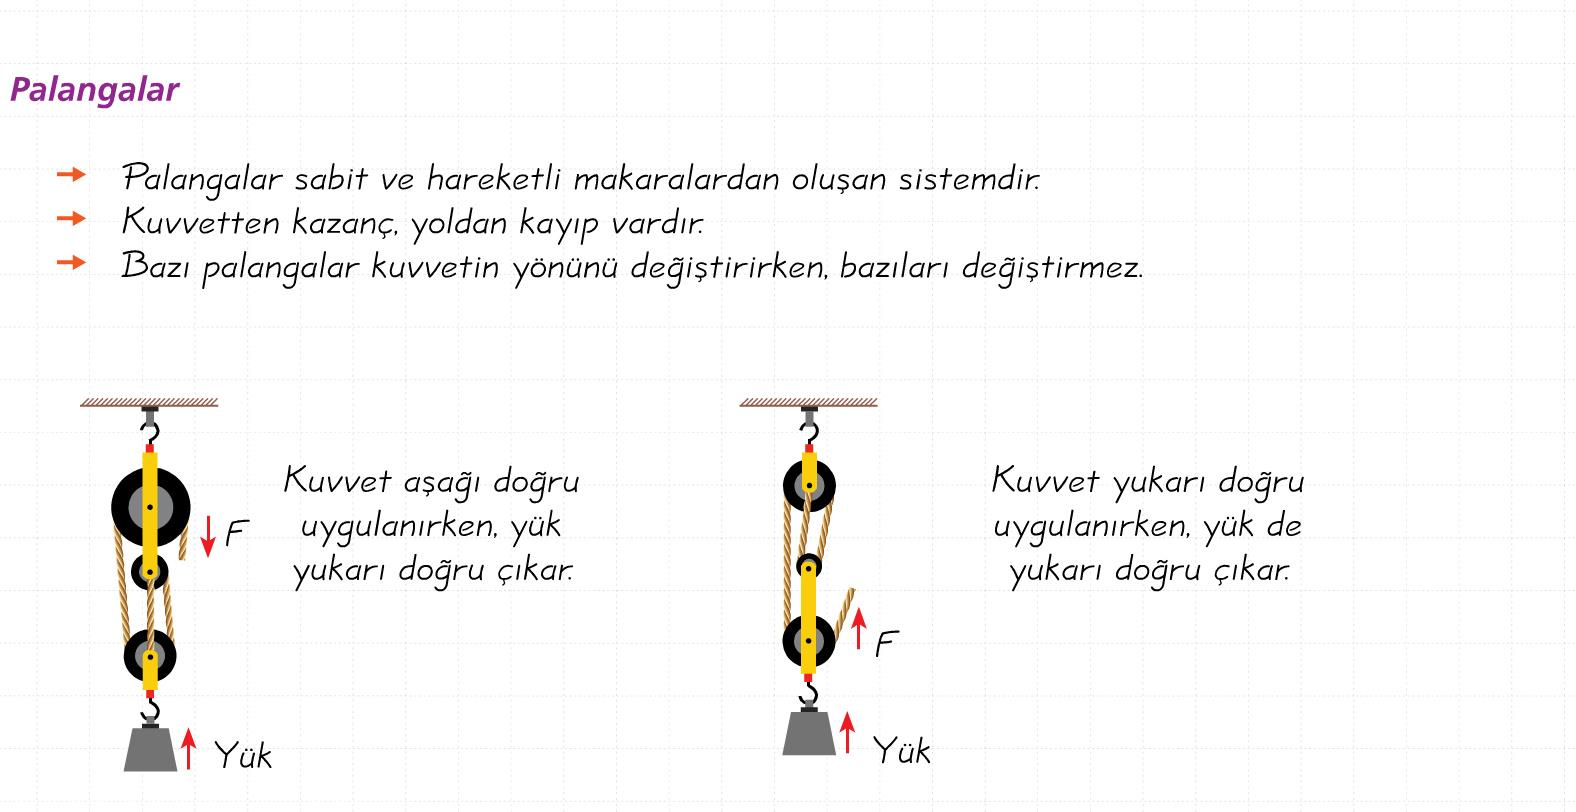 Palangalar
Palangalar sabit ve hareketli makaralardan oluşan sistemdir.
Kuvvetten kazanç, yoldan kayıp vardır.
Bazı palangalar kuvvetin yönünü değiştirirken, bazıları değiştirmez.
Kuvvet aşağı doğru
uygulanırken, yük
yukarı doğru çıkar.
F
Yük
Kuvvet yukarı doğru
uygulanırken, yük de
yukarı doğru çıkar.
F
Yük